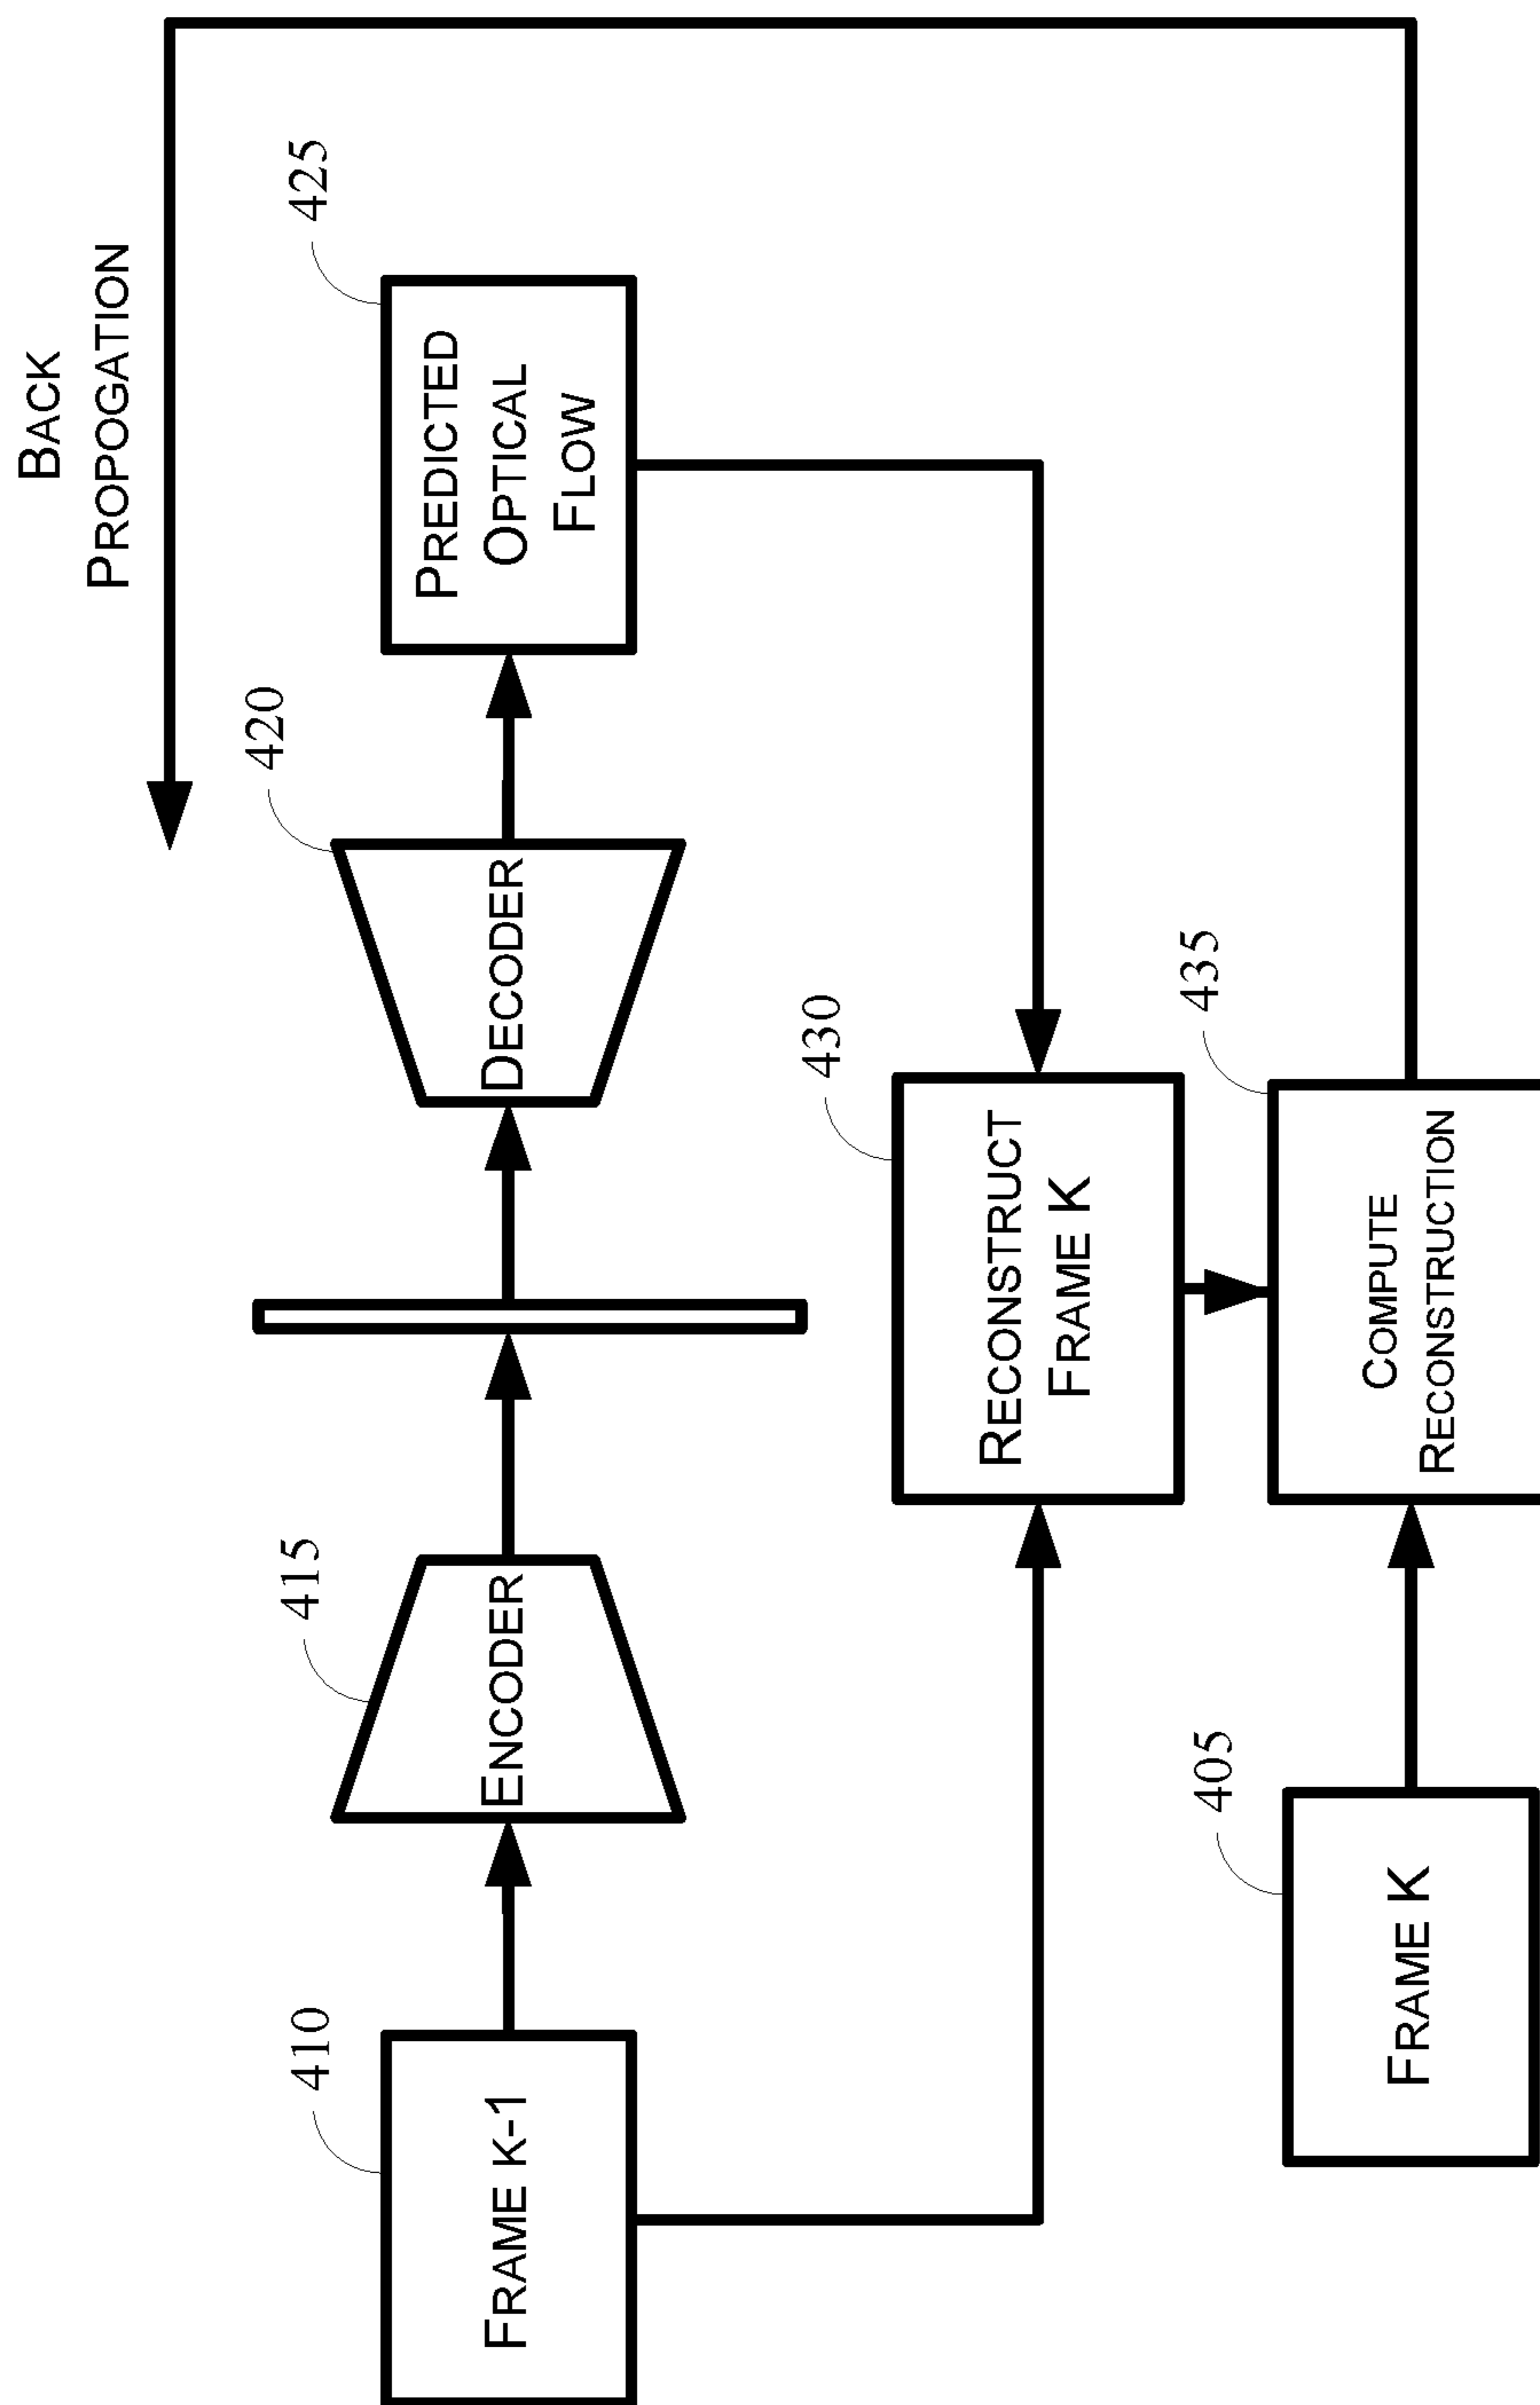 BACK
PROPOGATION
410
FRAME K-1
415
ENCODER
420
DECODER
425
PREDICTED
OPTICAL
FLOW
430
RECONSTRUCT
FRAME K
405
FRAME K
435
COMPUTE
RECONSTRUCTION